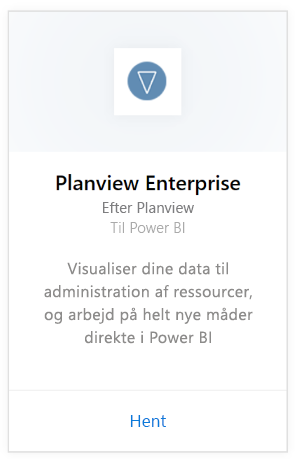 Planview Enterprise
Efter Planview
Til Power BI
Visualiser dine data til
administration af ressourcer,
og arbejd på helt nye måder
direkte i Power BI
Hent